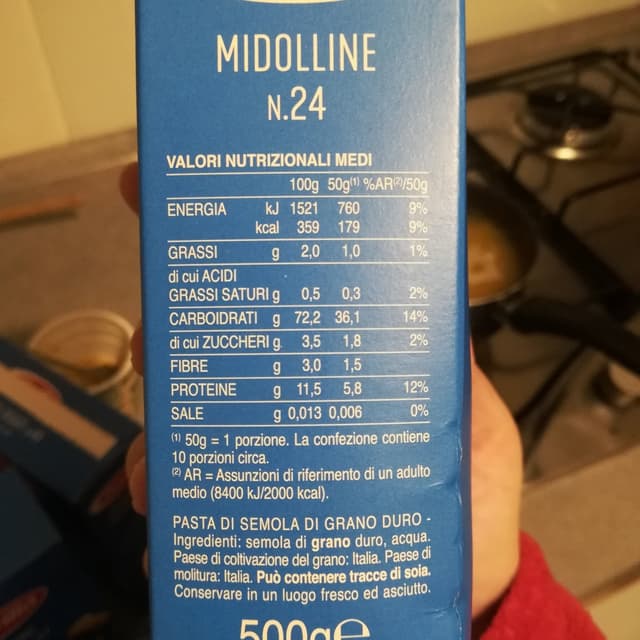 MIDOLLINE
N.24
VALORI NUTRIZIONALI MEDI
100g 50g⁽¹⁾ %AR⁽²⁾/50g
ENERGIA kJ 1521 760 9%
kcal 359 179 9%
GRASSI g 2,0 1,0 1%
di cui ACIDI
GRASSI SATURI g 0,5 0,3 2%
CARBOIDRATI g 72,2 36,1 14%
di cui ZUCCHERI g 3,5 1,8 2%
FIBRE g 3,0 1,5
PROTEINE g 11,5 5,8 12%
SALE g 0,013 0,006 0%
⁽¹⁾ 50g = 1 porzione. La confezione contiene
10 porzioni circa.
⁽²⁾ AR = Assunzioni di riferimento di un adulto
medio (8400 kJ/2000 kcal).
PASTA DI SEMOLA DI GRANO DURO -
Ingredienti: semola di grano duro, acqua.
Paese di coltivazione del grano: Italia. Paese di
molitura: Italia. Può contenere tracce di soia.
Conservare in un luogo fresco ed asciutto.
500g℮